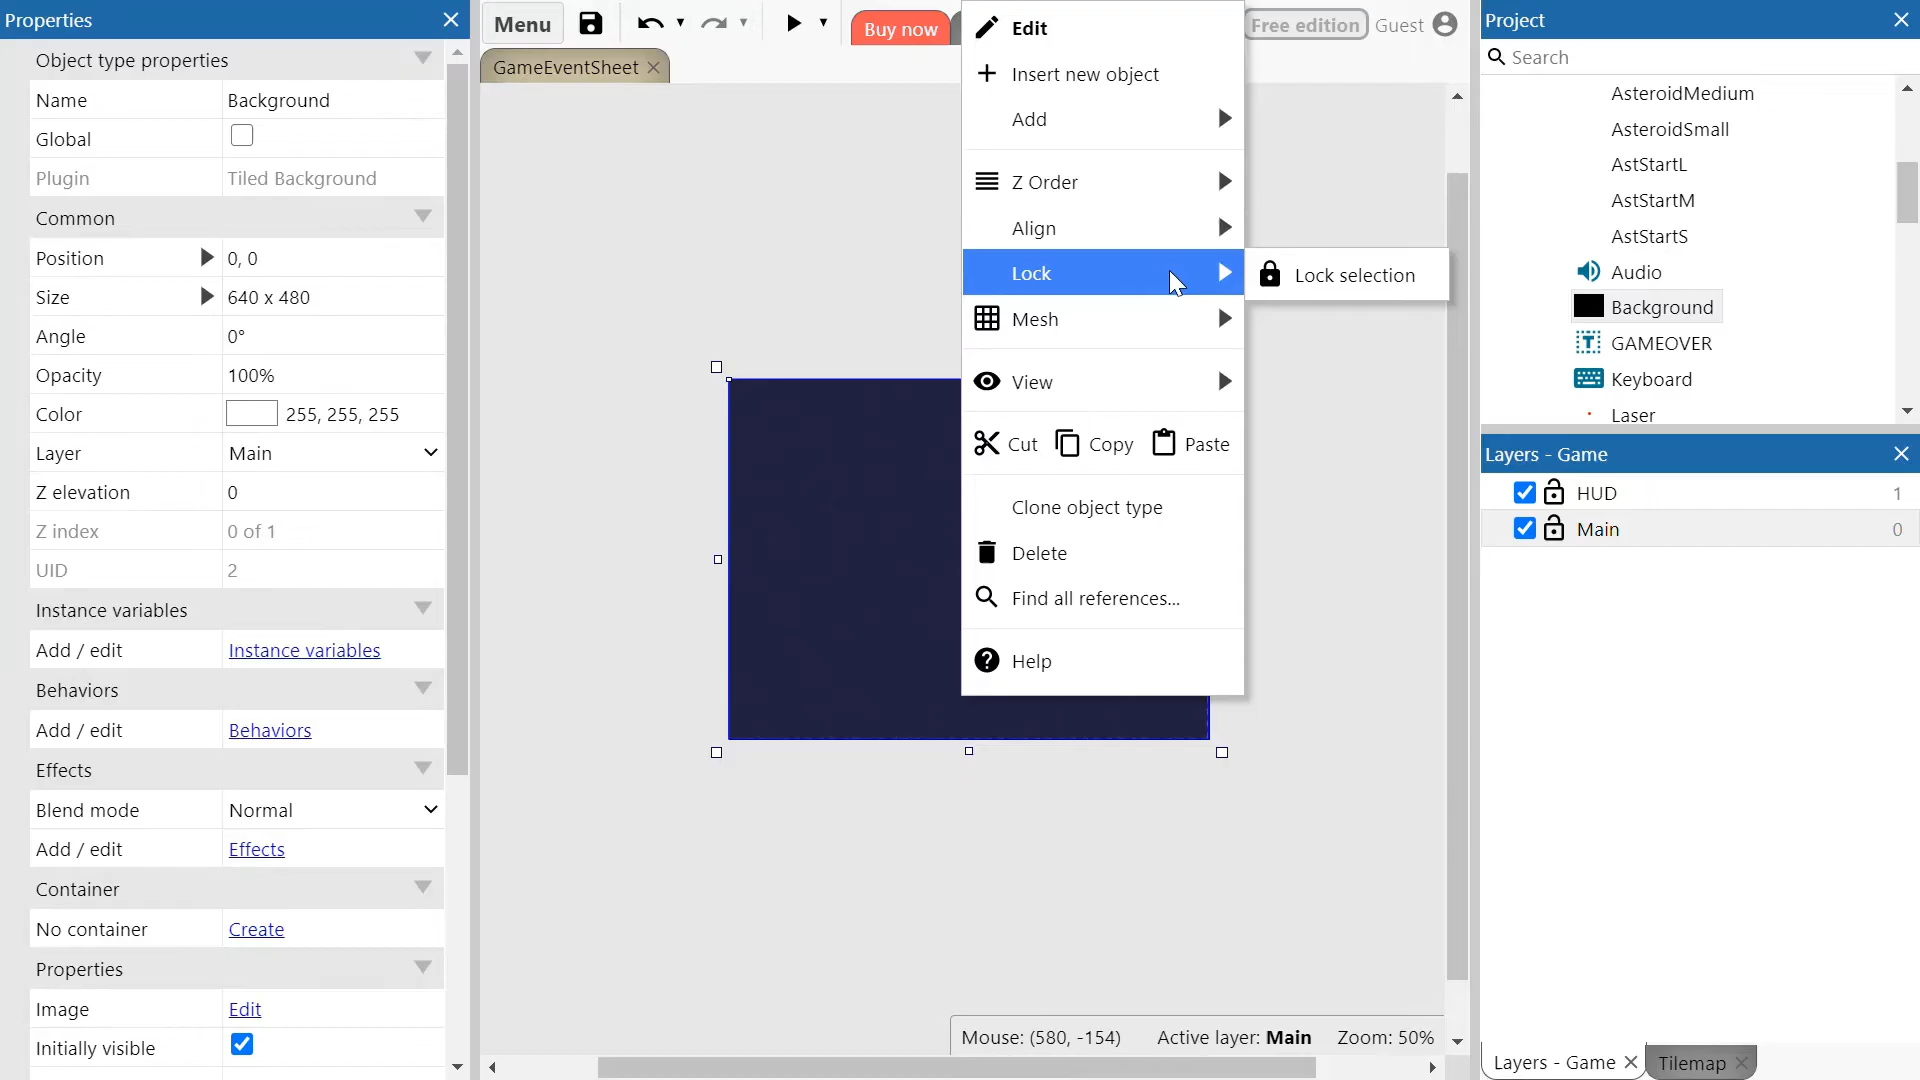 Properties
Object type properties
Name Background
Global
Plugin Tiled Background
Common
Position 0, 0
Size 640 x 480
Angle 0°
Opacity 100%
Color 255, 255, 255
Layer Main
Z elevation 0
Z index 0 of 1
UID 2
Instance variables
Add / edit Instance variables
Behaviors
Add / edit Behaviors
Effects
Blend mode Normal
Add / edit Effects
Container
No container Create
Properties
Image Edit
Initially visible
Menu
Buy now
Free edition Guest
GameEventSheet
Edit
Insert new object
Add
Z Order
Align
Lock
Lock selection
Mesh
View
Cut Copy Paste
Clone object type
Delete
Find all references...
Help
Mouse: (580, -154) Active layer: Main Zoom: 50%
Project
Search
AsteroidMedium
AsteroidSmall
AstStartL
AstStartM
AstStartS
Audio
Background
GAMEOVER
Keyboard
Laser
Layers - Game
HUD 1
Main 0
Layers - Game Tilemap